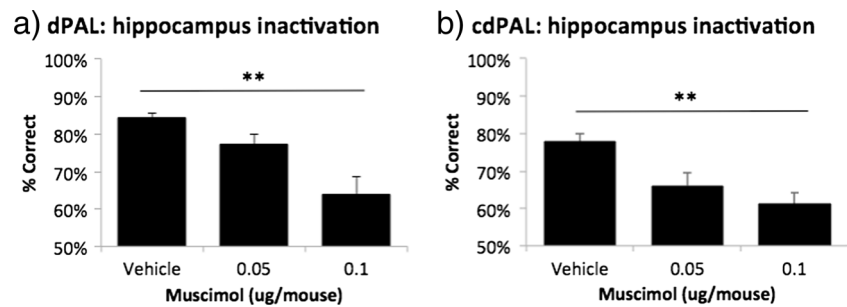 a) dPAL: hippocampus inactivation
100%
90%
80%
70%
60%
50%
% Correct
**
Vehicle 0.05 0.1
Muscimol (ug/mouse)
b) cdPAL: hippocampus inactivation
100%
90%
80%
70%
60%
50%
% Correct
**
Vehicle 0.05 0.1
Muscimol (ug/mouse)